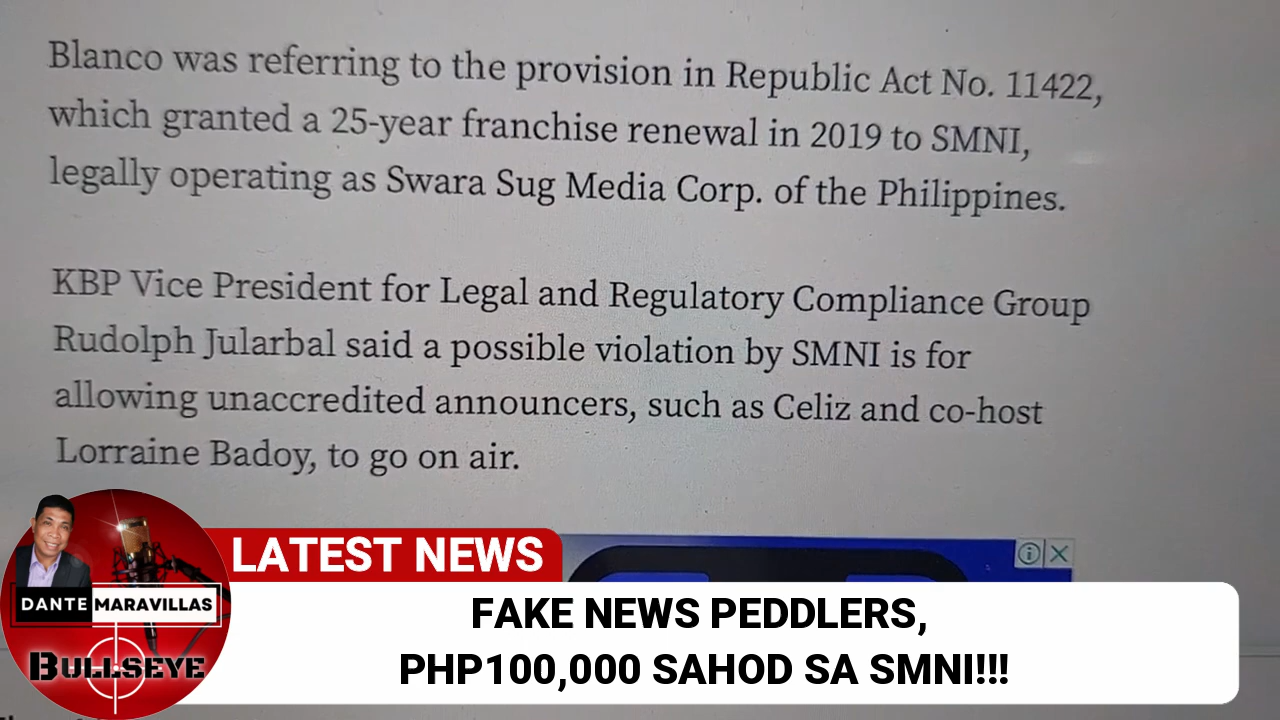 Blanco was referring to the provision in Republic Act No. 11422,
which granted a 25-year franchise renewal in 2019 to SMNI,
legally operating as Swara Sug Media Corp. of the Philippines.
KBP Vice President for Legal and Regulatory Compliance Group
Rudolph Jularbal said a possible violation by SMNI is for
allowing unaccredited announcers, such as Celiz and co-host
Lorraine Badoy, to go on air.
LATEST NEWS
DANTE MARAVILLAS
BULLSEYE
FAKE NEWS PEDDLERS,
PHP100,000 SAHOD SA SMNI!!!